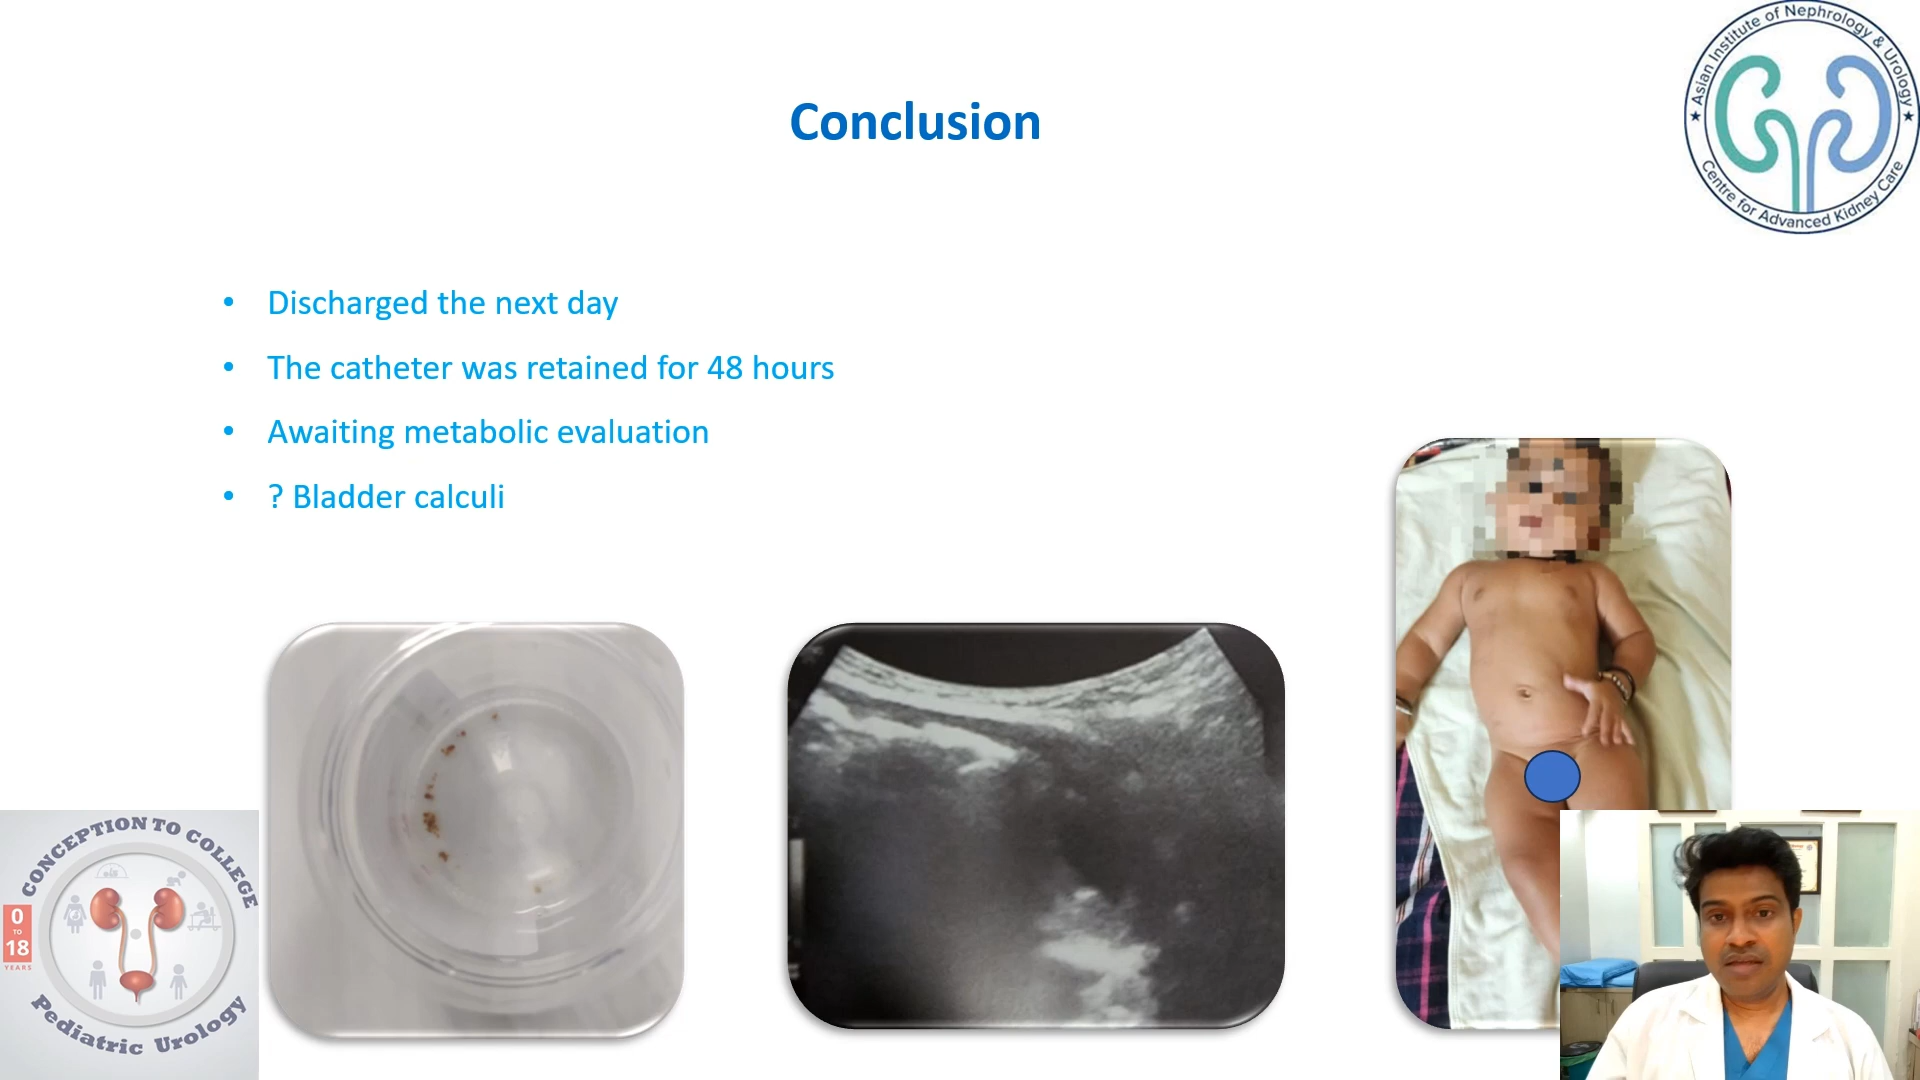 Conclusion
Asian Institute of Nephrology & Urology
Centre for Advanced Kidney Care
• Discharged the next day
• The catheter was retained for 48 hours
• Awaiting metabolic evaluation
• ? Bladder calculi
CONCEPTION TO COLLEGE
0
TO
18
YEARS
Pediatric Urology